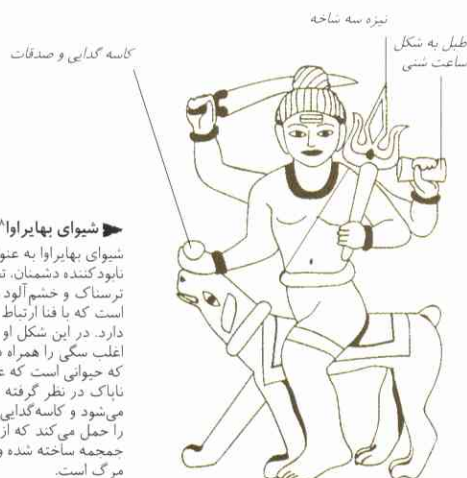 نیزه سه شاخه
طبل به شکل
ساعت شنی
کاسه گدایی و صدقات
شیوای بهایراوا۸
شیوای بهایراوا به عنو
نابودکننده دشمنان، ت
ترسناک و خشم‌آلود
است که با فنا ارتباط
دارد. در این شکل او
اغلب سگی را همراه د
که حیوانی است که ع
ناپاک در نظر گرفته
می‌شود و کاسه گدایی
را حمل می‌کند که از
جمجمه ساخته شده و
مرگ است.